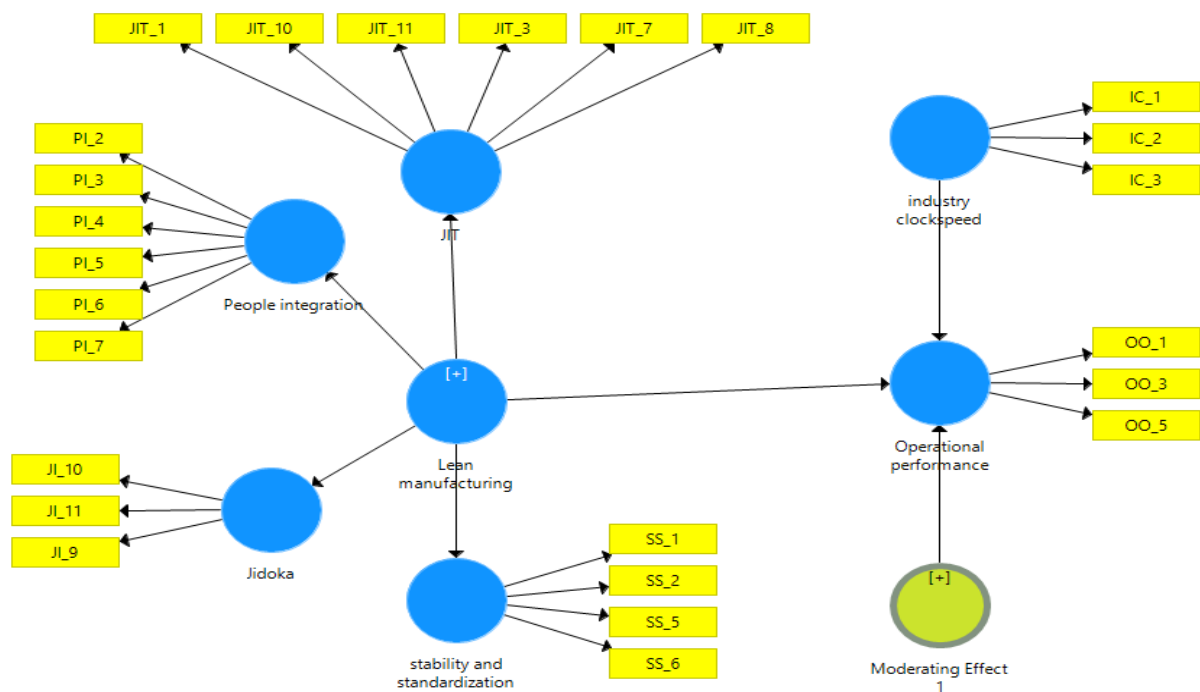 JIT_1
JIT_10
JIT_11
JIT_3
JIT_7
JIT_8
IC_1
IC_2
IC_3
industry
clockspeed
PI_2
PI_3
PI_4
PI_5
PI_6
PI_7
JIT
People integration
[+]
Lean
manufacturing
OO_1
OO_3
OO_5
Operational
performance
JI_10
JI_11
JI_9
Jidoka
SS_1
SS_2
SS_5
SS_6
stability and
standardization
[+]
Moderating Effect
1